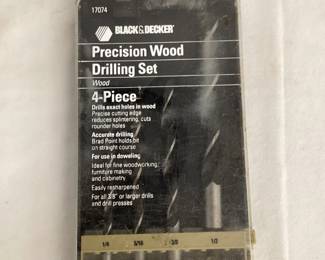 17074
BLACK&DECKER
Precision Wood
Drilling Set
Wood
4-Piece
Drills exact holes in wood
Precise cutting edge
reduces splintering, cuts
rounder holes
Accurate drilling
Brad Point holds bit
on straight course
For use in doweling
Ideal for fine woodworking,
furniture making
and cabinetry
Easily resharpened
For all 3/8" or larger drills
and drill presses
1/4 5/16 3/8 1/2